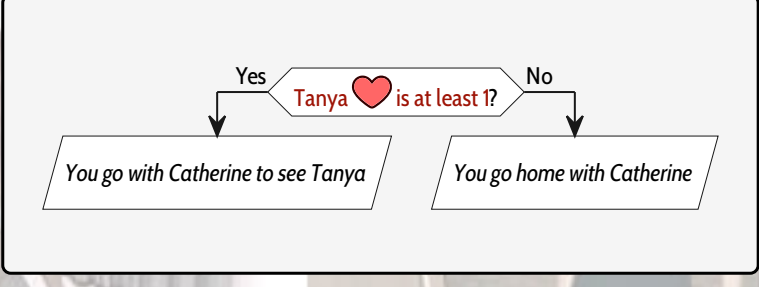 Yes
Tanya is at least 1?
No
You go with Catherine to see Tanya
You go home with Catherine